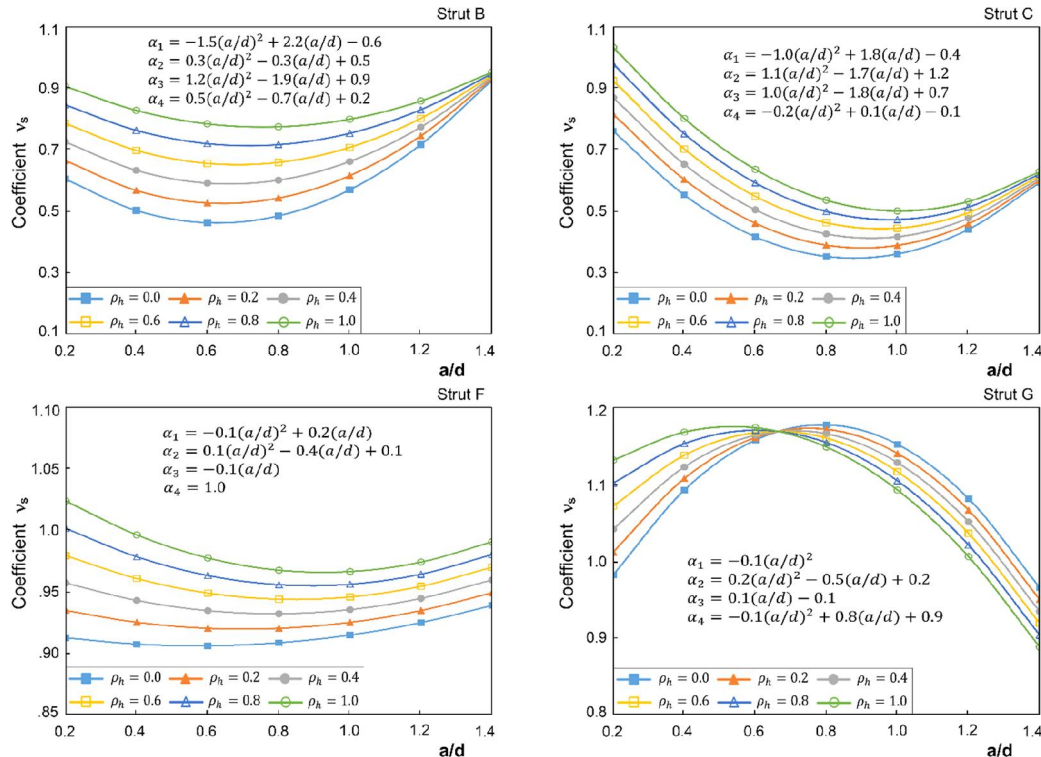 Strut B
1.1
0.9
0.7
0.5
0.3
0.1
Coefficient νₛ
α₁ = −1.5(a/d)² + 2.2(a/d) − 0.6
α₂ = 0.3(a/d)² − 0.3(a/d) + 0.5
α₃ = 1.2(a/d)² − 1.9(a/d) + 0.9
α₄ = 0.5(a/d)² − 0.7(a/d) + 0.2
ρₕ = 0.0 ρₕ = 0.2 ρₕ = 0.4
ρₕ = 0.6 ρₕ = 0.8 ρₕ = 1.0
0.2 0.4 0.6 0.8 1.0 1.2 1.4
a/d
Strut C
1.1
0.9
0.7
0.5
0.3
0.1
Coefficient νₛ
α₁ = −1.0(a/d)² + 1.8(a/d) − 0.4
α₂ = 1.1(a/d)² − 1.7(a/d) + 1.2
α₃ = 1.0(a/d)² − 1.8(a/d) + 0.7
α₄ = −0.2(a/d)² + 0.1(a/d) − 0.1
ρₕ = 0.0 ρₕ = 0.2 ρₕ = 0.4
ρₕ = 0.6 ρₕ = 0.8 ρₕ = 1.0
0.2 0.4 0.6 0.8 1.0 1.2 1.4
a/d
Strut F
1.10
1.05
1.0
.95
.90
.85
Coefficient νₛ
α₁ = −0.1(a/d)² + 0.2(a/d)
α₂ = 0.1(a/d)² − 0.4(a/d) + 0.1
α₃ = −0.1(a/d)
α₄ = 1.0
ρₕ = 0.0 ρₕ = 0.2 ρₕ = 0.4
ρₕ = 0.6 ρₕ = 0.8 ρₕ = 1.0
0.2 0.4 0.6 0.8 1.0 1.2 1.4
a/d
Strut G
1.2
1.1
1.0
0.9
0.8
Coefficient νₛ
α₁ = −0.1(a/d)²
α₂ = 0.2(a/d)² − 0.5(a/d) + 0.2
α₃ = 0.1(a/d) − 0.1
α₄ = −0.1(a/d)² + 0.8(a/d) + 0.9
ρₕ = 0.0 ρₕ = 0.2 ρₕ = 0.4
ρₕ = 0.6 ρₕ = 0.8 ρₕ = 1.0
0.2 0.4 0.6 0.8 1.0 1.2 1.4
a/d